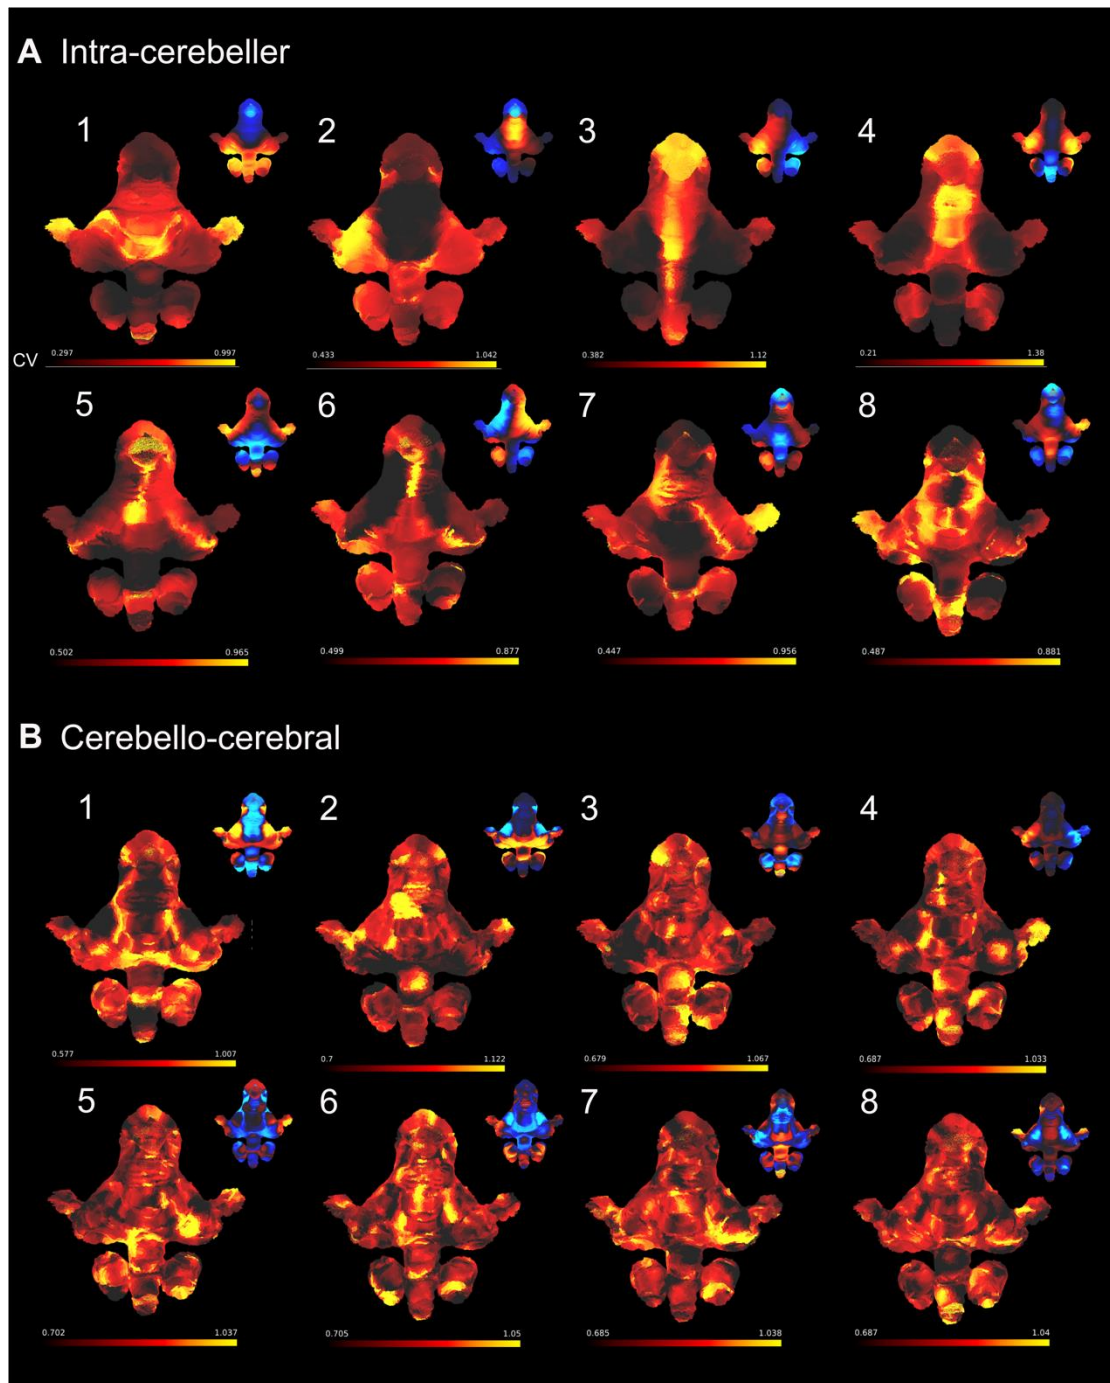 A Intra-cerebeller
1 2 3 4
CV 0.297 0.997 0.433 1.042 0.382 1.12 0.21 1.38
5 6 7 8
0.502 0.965 0.499 0.877 0.447 0.956 0.487 0.881
B Cerebello-cerebral
1 2 3 4
0.577 1.007 0.7 1.122 0.679 1.067 0.687 1.033
5 6 7 8
0.702 1.037 0.705 1.05 0.685 1.038 0.687 1.04